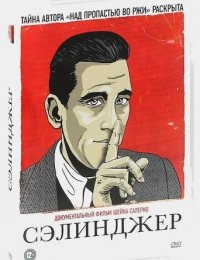 ТАЙНА АВТОРА «НАД ПРОПАСТЬЮ ВО РЖИ» РАСКРЫТА
ДОКУМЕНТАЛЬНЫЙ ФИЛЬМ ШЕЙНА САЛЕРНО
СЭЛИНДЖЕР
12+
DVD